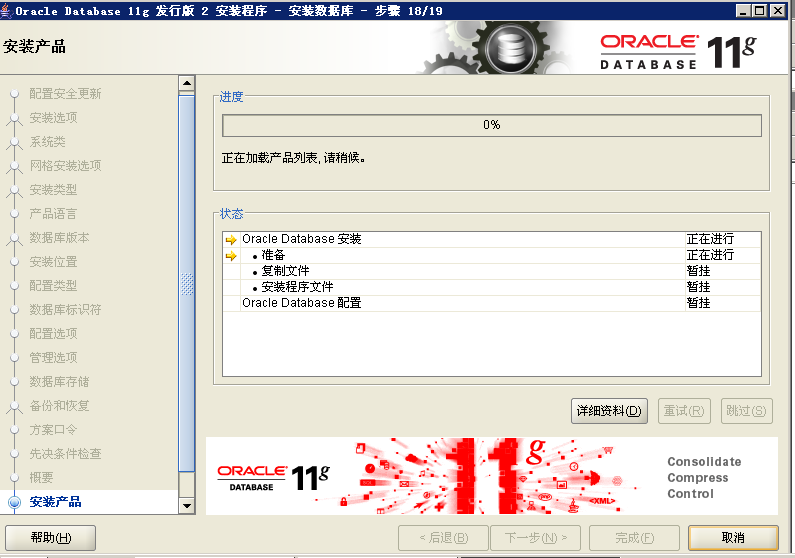 Oracle Database 11g 发行版 2 安装程序 - 安装数据库 - 步骤 18/19
安装产品
ORACLE
DATABASE
11g
配置安全更新
安装选项
系统类
网格安装选项
安装类型
产品语言
数据库版本
安装位置
配置类型
数据库标识符
配置选项
管理选项
数据库存储
备份和恢复
方案口令
先决条件检查
概要
安装产品
进度
0%
正在加载产品列表, 请稍候。
状态
Oracle Database 安装 正在进行
• 准备 正在进行
• 复制文件 暂挂
• 安装程序文件 暂挂
Oracle Database 配置 暂挂
详细资料(D) 重试(R) 跳过(S)
ORACLE
DATABASE
11g
11g
<XML>
Consolidate
Compress
Control
帮助(H) < 后退(B) 下一步(N) > 完成(F) 取消